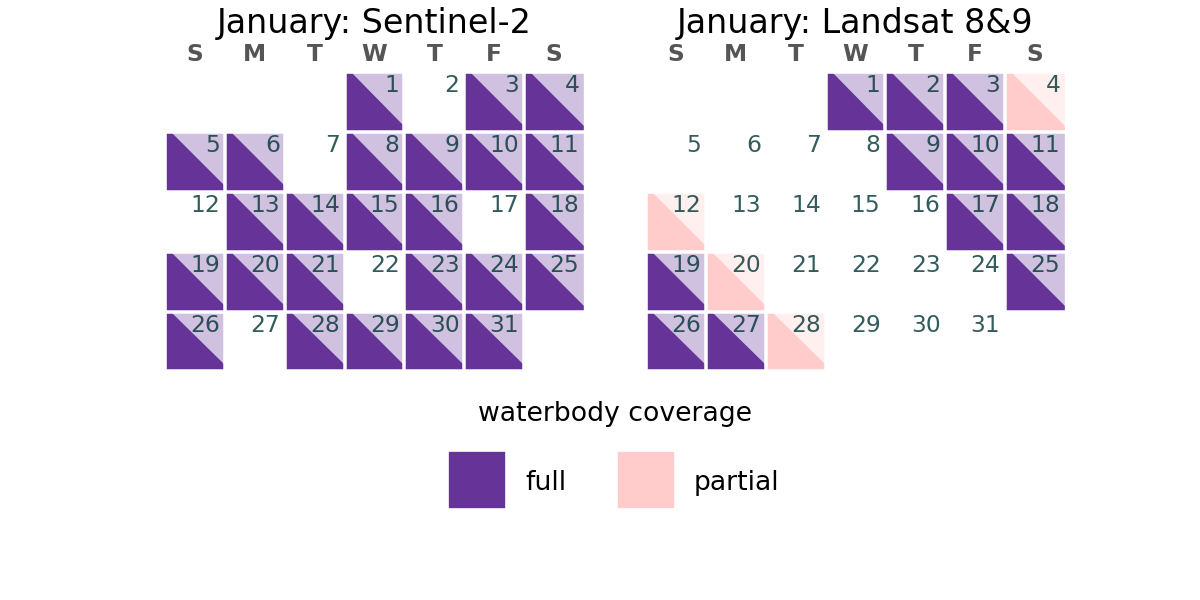 January: Sentinel-2
S M T W T F S
1 2 3 4
5 6 7 8 9 10 11
12 13 14 15 16 17 18
19 20 21 22 23 24 25
26 27 28 29 30 31
January: Landsat 8&9
S M T W T F S
1 2 3 4
5 6 7 8 9 10 11
12 13 14 15 16 17 18
19 20 21 22 23 24 25
26 27 28 29 30 31
waterbody coverage
full
partial